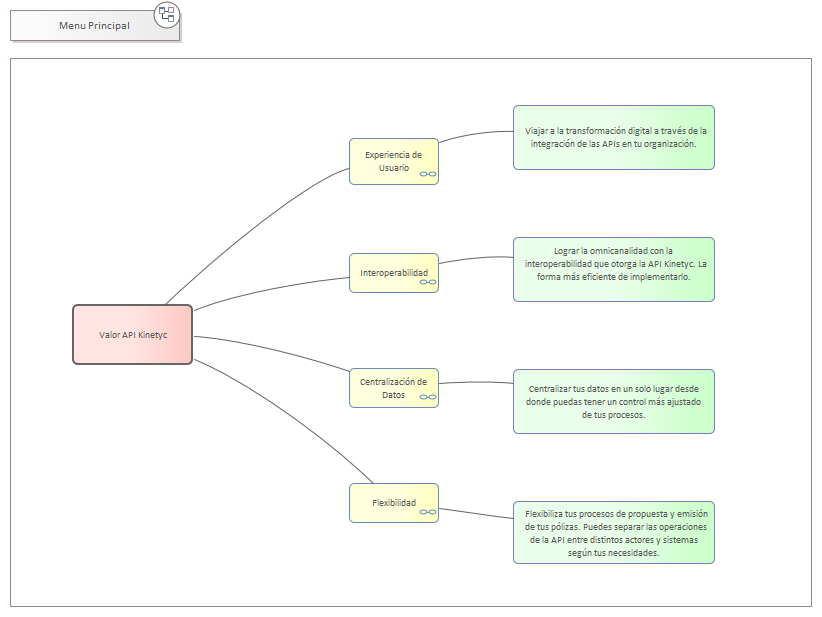 Menu Principal
Viajar a la transformación digital a través de la
integración de las APIs en tu organización.
Experiencia de
Usuario
Lograr la omnicanalidad con la
interoperabilidad que otorga la API Kinetyc. La
forma más eficiente de implementarlo.
Interoperabilidad
Valor API Kinetyc
Centralización de
Datos
Centralizar tus datos en un solo lugar desde
donde puedas tener un control más ajustado
de tus procesos.
Flexibilidad
Flexibiliza tus procesos de propuesta y emisión
de tus pólizas. Puedes separar las operaciones
de la API entre distintos actores y sistemas
según tus necesidades.